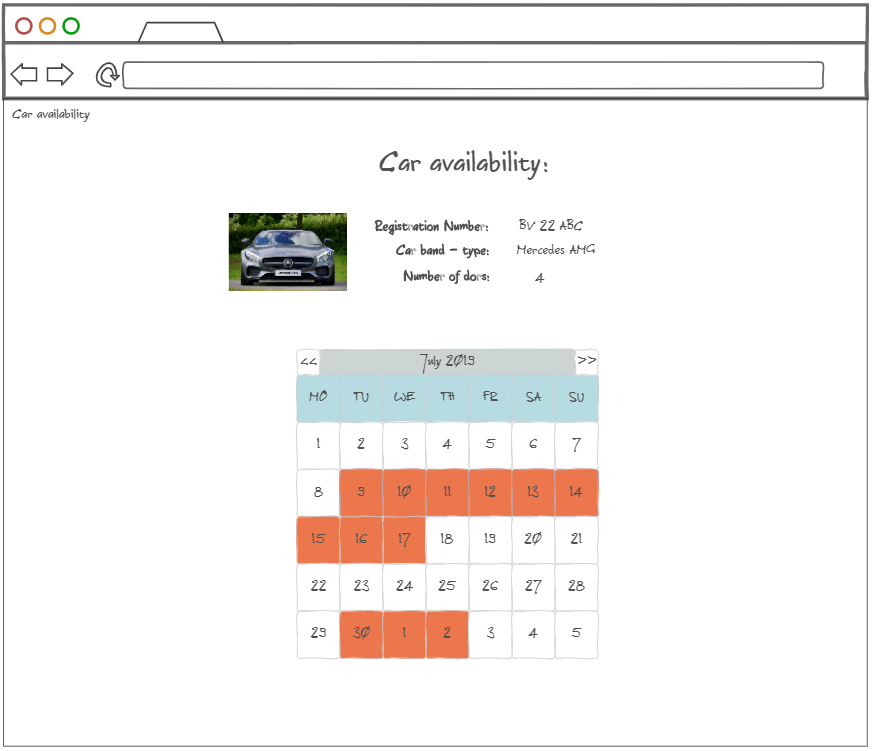 Car availability
Car availability:
Registration Number: BV 22 ABC
Car band - type: Mercedes AMG
Number of dors: 4
<< July 2019 >>
MO TU WE TH FR SA SU
1 2 3 4 5 6 7
8 9 10 11 12 13 14
15 16 17 18 19 20 21
22 23 24 25 26 27 28
29 30 1 2 3 4 5